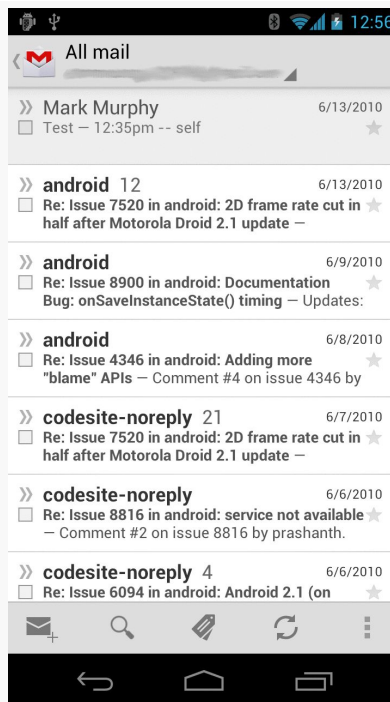 12:56
All mail
Mark Murphy 6/13/2010
Test — 12:35pm -- self
android 12 6/13/2010
Re: Issue 7520 in android: 2D frame rate cut in
half after Motorola Droid 2.1 update —
android 6/9/2010
Re: Issue 8900 in android: Documentation
Bug: onSaveInstanceState() timing — Updates:
android 6/8/2010
Re: Issue 4346 in android: Adding more
"blame" APIs — Comment #4 on issue 4346 by
codesite-noreply 21 6/7/2010
Re: Issue 7520 in android: 2D frame rate cut in
half after Motorola Droid 2.1 update —
codesite-noreply 6/6/2010
Re: Issue 8816 in android: service not available
— Comment #2 on issue 8816 by prashanth.
codesite-noreply 4 6/6/2010
Re: Issue 6094 in android: Android 2.1 (on